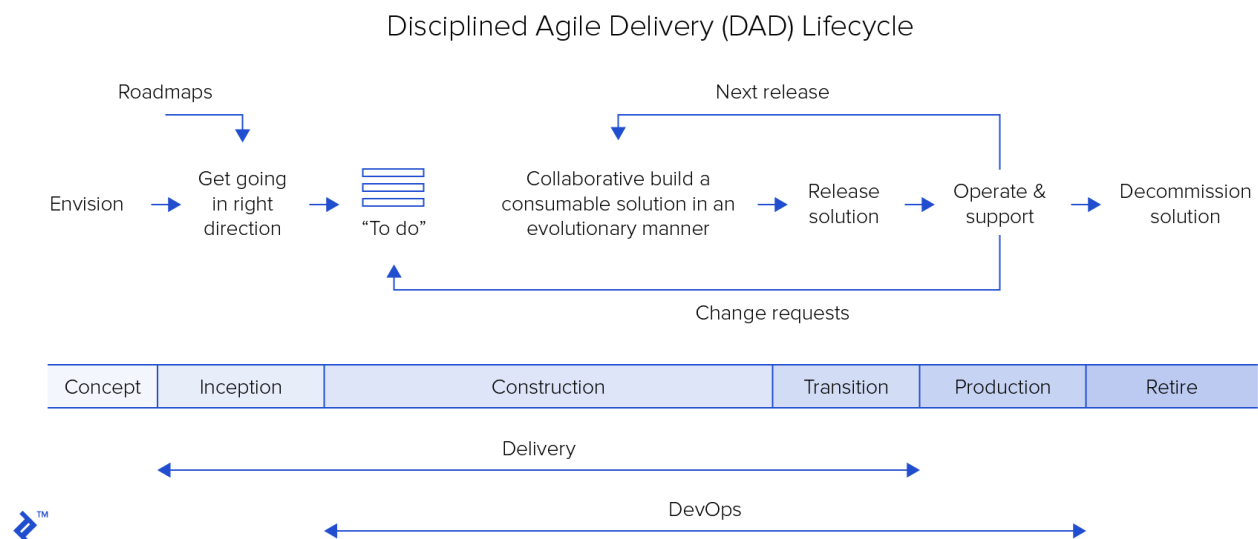 Disciplined Agile Delivery (DAD) Lifecycle
Roadmaps
Next release
Envision
Get going
in right
direction
“To do”
Collaborative build a
consumable solution in an
evolutionary manner
Release
solution
Operate &
support
Decommission
solution
Change requests
Concept
Inception
Construction
Transition
Production
Retire
Delivery
DevOps
TM